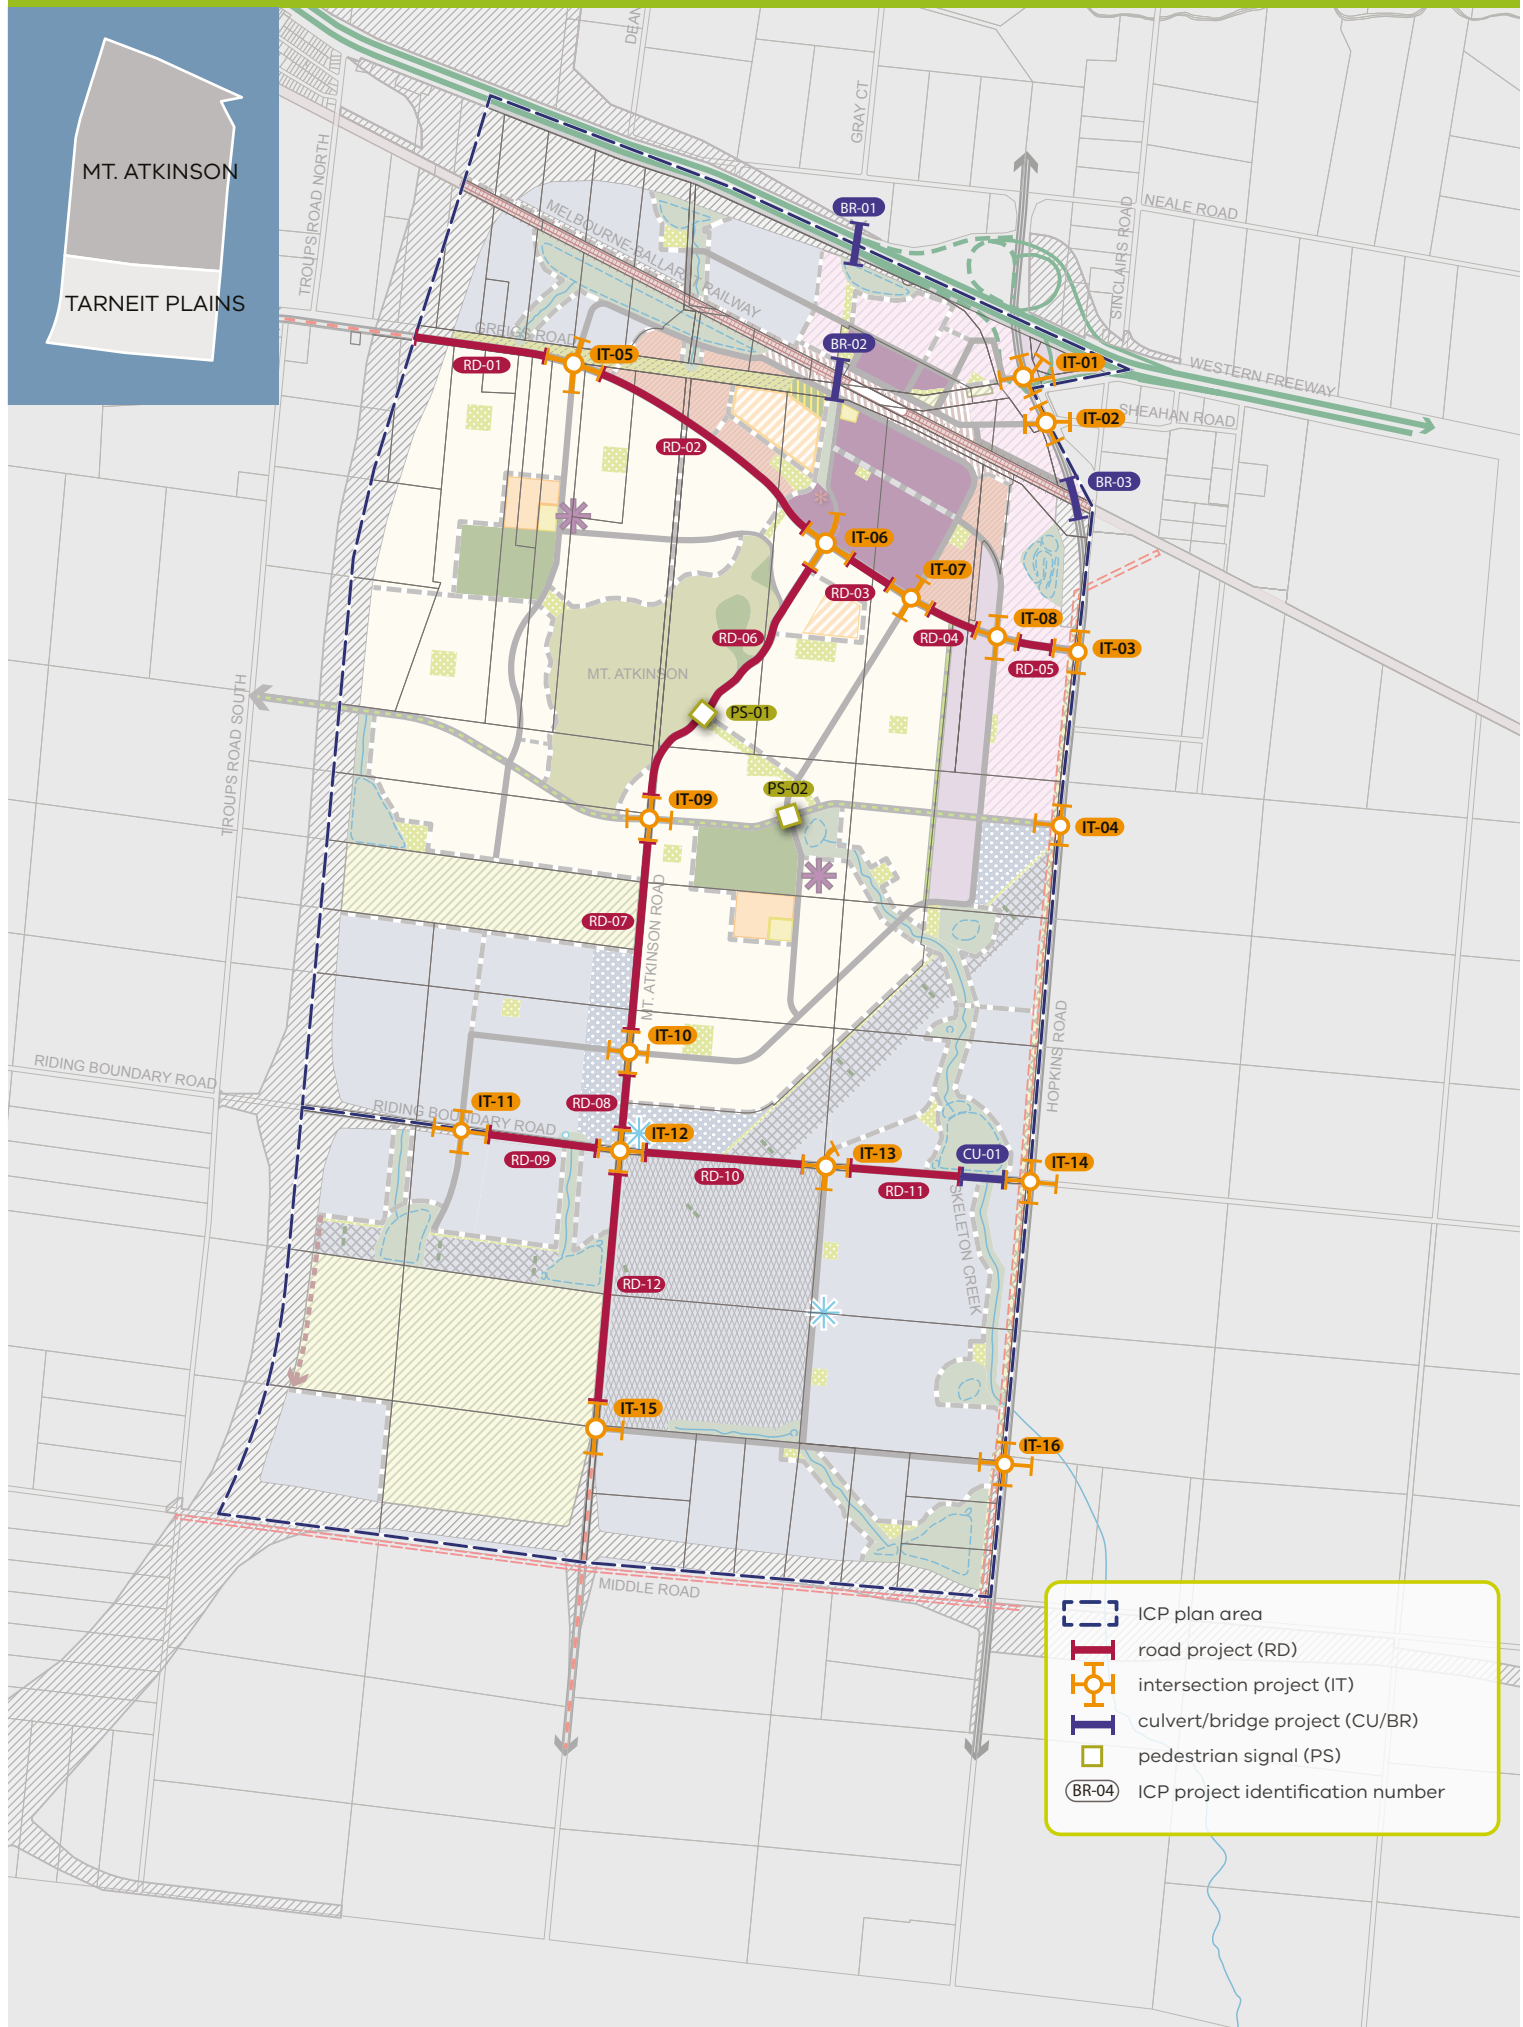 MT. ATKINSON
TARNEIT PLAINS
DEAN
GRAY CT
TROUPS ROAD NORTH
NEALE ROAD
SINCLAIRS ROAD
BR-01
MELBOURNE-BALLARAT RAILWAY
GREIGS ROAD
BR-02
IT-05
IT-01
RD-01
WESTERN FREEWAY
IT-02
SHEAHAN ROAD
RD-02
BR-03
IT-06
IT-07
RD-03
IT-08
RD-06
RD-04
IT-03
RD-05
MT. ATKINSON
PS-01
TROUPS ROAD SOUTH
PS-02
IT-09
IT-04
RD-07
MT. ATKINSON ROAD
IT-10
HOPKINS ROAD
RIDING BOUNDARY ROAD
IT-11
RD-08
RIDING BOUNDARY ROAD
IT-12
IT-13
CU-01
IT-14
RD-09
RD-10
RD-11
SKELETON CREEK
RD-12
IT-15
IT-16
MIDDLE ROAD
ICP plan area
road project (RD)
intersection project (IT)
culvert/bridge project (CU/BR)
pedestrian signal (PS)
BR-04 ICP project identification number